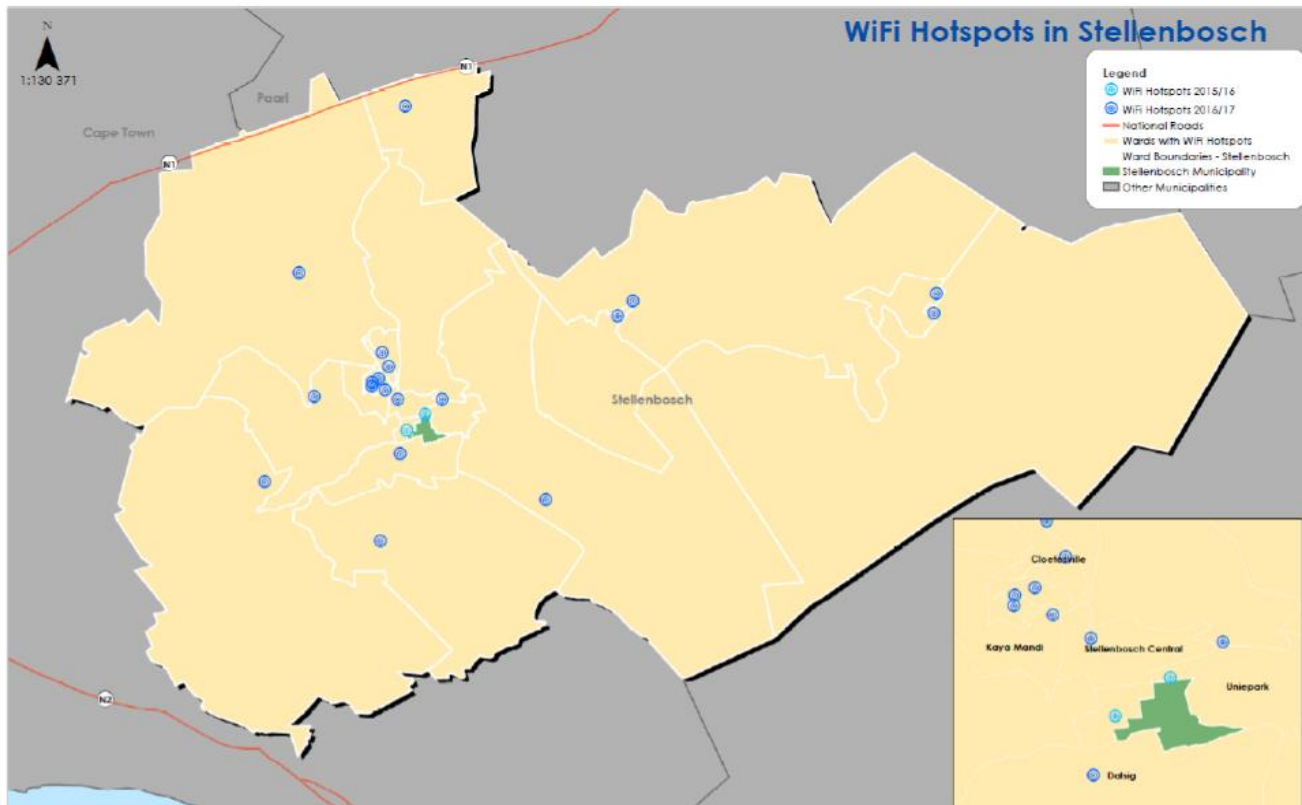 WiFi Hotspots in Stellenbosch
N
1:130 371
Legend
WiFi Hotspots 2015/16
WiFi Hotspots 2016/17
National Roads
Wards with WiFi Hotspots
Ward Boundaries - Stellenbosch
Stellenbosch Municipality
Other Municipalities
N1
Paarl
Cape Town
N1
Stellenbosch
N2
Cloetesville
Kaya Mandi
Stellenbosch Central
Uniepark
Dalsig